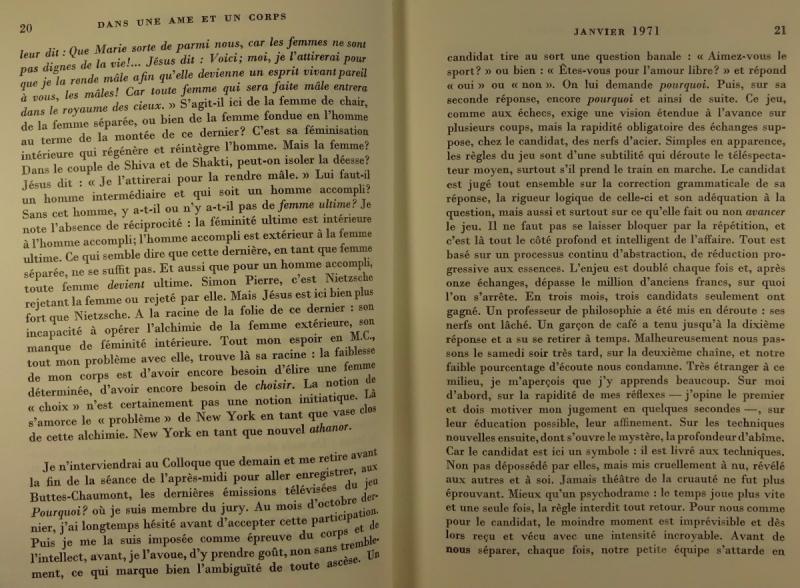 20
DANS UNE AME ET UN CORPS
leur dit : Que Marie sorte de parmi nous, car les femmes ne sont
pas dignes de la vie!... Jésus dit : Voici; moi, je l'attirerai pour
que je la rende mâle afin qu'elle devienne un esprit vivant pareil
à vous, les mâles! Car toute femme qui sera faite mâle entrera
dans le royaume des cieux. » S'agit-il ici de la femme de chair,
de la femme séparée, ou bien de la femme fondue en l'homme
au terme de la montée de ce dernier? C'est sa féminisation
intérieure qui régénère et réintègre l'homme. Mais la femme?
Dans le couple de Shiva et de Shakti, peut-on isoler la déesse?
Jésus dit : « Je l'attirerai pour la rendre mâle. » Lui faut-il
un homme intermédiaire et qui soit un homme accompli?
Sans cet homme, y a-t-il ou n'y a-t-il pas de femme ultime? Je
note l'absence de réciprocité : la féminité ultime est intérieure
à l'homme accompli; l'homme accompli est extérieur à la femme
ultime. Ce qui semble dire que cette dernière, en tant que femme
séparée, ne se suffit pas. Et aussi que pour un homme accompli,
toute femme devient ultime. Simon Pierre, c'est Nietzsche
rejetant la femme ou rejeté par elle. Mais Jésus est ici bien plus
fort que Nietzsche. A la racine de la folie de ce dernier : son
incapacité à opérer l'alchimie de la femme extérieure, son
manque de féminité intérieure. Tout mon espoir en M.C.,
tout mon problème avec elle, trouve là sa racine : la faiblesse
de mon corps est d'avoir encore besoin d'élire une femme
déterminée, d'avoir encore besoin de choisir. La notion de
« choix » n'est certainement pas une notion initiatique. Là
s'amorce le « problème » de New York en tant que vase clos
de cette alchimie. New York en tant que nouvel athanor.
Je n'interviendrai au Colloque que demain et me retire avant
la fin de la séance de l'après-midi pour aller enregistrer, aux
Buttes-Chaumont, les dernières émissions télévisées du jeu
Pourquoi? où je suis membre du jury. Au mois d'octobre der-
nier, j'ai longtemps hésité avant d'accepter cette participation.
Puis je me la suis imposée comme épreuve du corps et de
l'intellect, avant, je l'avoue, d'y prendre goût, non sans tremble-
ment, ce qui marque bien l'ambiguïté de toute ascèse. Un
JANVIER 1971
21
candidat tire au sort une question banale : « Aimez-vous le
sport? » ou bien : « Êtes-vous pour l'amour libre? » et répond
« oui » ou « non ». On lui demande pourquoi. Puis, sur sa
seconde réponse, encore pourquoi et ainsi de suite. Ce jeu,
comme aux échecs, exige une vision étendue à l'avance sur
plusieurs coups, mais la rapidité obligatoire des échanges sup-
pose, chez le candidat, des nerfs d'acier. Simples en apparence,
les règles du jeu sont d'une subtilité qui déroute le téléspecta-
teur moyen, surtout s'il prend le train en marche. Le candidat
est jugé tout ensemble sur la correction grammaticale de sa
réponse, la rigueur logique de celle-ci et son adéquation à la
question, mais aussi et surtout sur ce qu'elle fait ou non avancer
le jeu. Il ne faut pas se laisser bloquer par la répétition, et
c'est là tout le côté profond et intelligent de l'affaire. Tout est
basé sur un processus continu d'abstraction, de réduction pro-
gressive aux essences. L'enjeu est doublé chaque fois et, après
onze échanges, dépasse le million d'anciens francs, sur quoi
l'on s'arrête. En trois mois, trois candidats seulement ont
gagné. Un professeur de philosophie a été mis en déroute : ses
nerfs ont lâché. Un garçon de café a tenu jusqu'à la dixième
réponse et a su se retirer à temps. Malheureusement nous pas-
sons le samedi soir très tard, sur la deuxième chaîne, et notre
faible pourcentage d'écoute nous condamne. Très étranger à ce
milieu, je m'aperçois que j'y apprends beaucoup. Sur moi
d'abord, sur la rapidité de mes réflexes — j'opine le premier
et dois motiver mon jugement en quelques secondes —, sur
leur éducation possible, leur affinement. Sur les techniques
nouvelles ensuite, dont s'ouvre le mystère, la profondeur d'abîme.
Car le candidat est ici un symbole : il est livré aux techniques.
Non pas dépossédé par elles, mais mis cruellement à nu, révélé
aux autres et à soi. Jamais théâtre de la cruauté ne fut plus
éprouvant. Mieux qu'un psychodrame : le temps joue plus vite
et une seule fois, la règle interdit tout retour. Pour nous comme
pour le candidat, le moindre moment est imprévisible et dès
lors reçu et vécu avec une intensité incroyable. Avant de
nous séparer, chaque fois, notre petite équipe s'attarde en